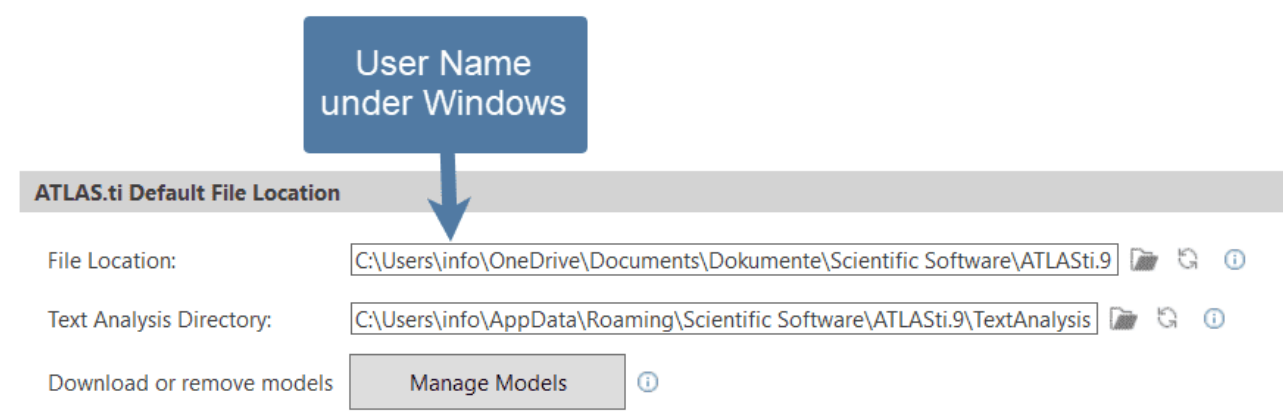 User Name
under Windows
ATLAS.ti Default File Location
File Location: C:\Users\info\OneDrive\Documents\Dokumente\Scientific Software\ATLASti.9
Text Analysis Directory: C:\Users\info\AppData\Roaming\Scientific Software\ATLASti.9\TextAnalysis
Download or remove models Manage Models